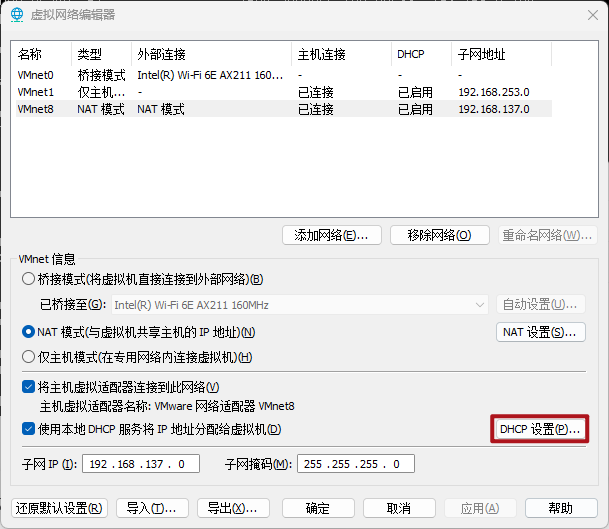 虚拟网络编辑器
名称 类型 外部连接 主机连接 DHCP 子网地址
VMnet0 桥接模式 Intel(R) Wi-Fi 6E AX211 160... - - -
VMnet1 仅主机... - 已连接 已启用 192.168.253.0
VMnet8 NAT 模式 NAT 模式 已连接 已启用 192.168.137.0
添加网络(E)... 移除网络(O) 重命名网络(W)...
VMnet 信息
桥接模式(将虚拟机直接连接到外部网络)(B)
已桥接至(G): Intel(R) Wi-Fi 6E AX211 160MHz 自动设置(U)...
NAT 模式(与虚拟机共享主机的 IP 地址)(N) NAT 设置(S)...
仅主机模式(在专用网络内连接虚拟机)(H)
将主机虚拟适配器连接到此网络(V)
主机虚拟适配器名称: VMware 网络适配器 VMnet8
使用本地 DHCP 服务将 IP 地址分配给虚拟机(D) DHCP 设置(P)...
子网 IP (I): 192 .168 .137 . 0 子网掩码(M): 255 .255 .255 . 0
还原默认设置(R) 导入(T)... 导出(X)... 确定 取消 应用(A) 帮助